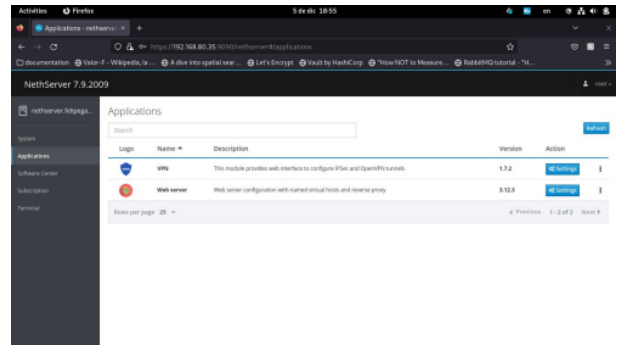 Activities Firefox 5 de dic 18:55 en
Applications - nethserver × +
https://192.168.80.35:9090/nethserver#/applications
documentation Valor-F - Wikipedia, la ... A dive into spatial sear... Let's Encrypt Vault by HashiCorp "How NOT to Measure... RabbitMQ tutorial - "H...
NethServer 7.9.2009 root
nethserver.felipega... Applications
Search Refresh
System
Logo Name Description Version Action
Applications
VPN This module provides web interface to configure IPSec and OpenVPN tunnels 1.7.2 Settings
Software Center
Subscription
Web server Web server configuration with named virtual hosts and reverse proxy 3.12.3 Settings
Terminal
Rows per page 25 Previous 1 - 2 of 2 Next